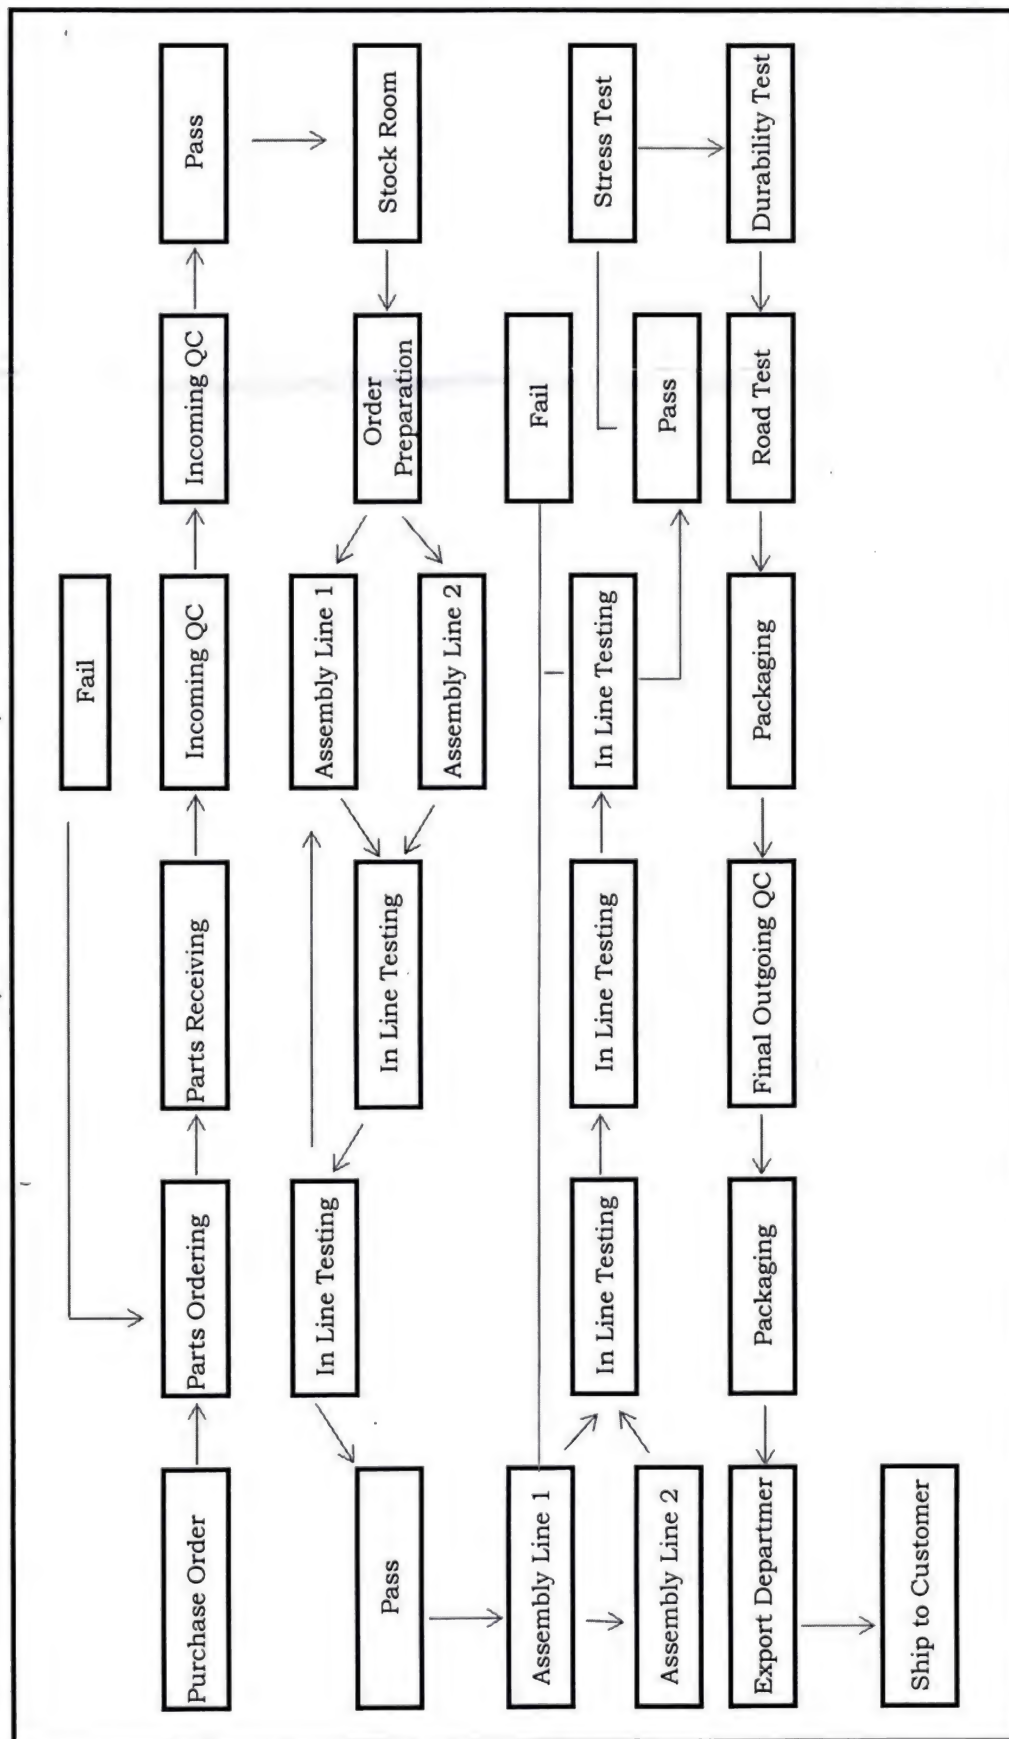 Fail
Purchase Order
Parts Ordering
Parts Receiving
Incoming QC
Incoming QC
Pass
In Line Testing
Assembly Line 1
Pass
In Line Testing
Order
Preparation
Stock Room
Assembly Line 2
Assembly Line 1
Fail
In Line Testing
In Line Testing
In Line Testing
Stress Test
Assembly Line 2
Pass
Export Departmer
Packaging
Final Outgoing QC
Packaging
Road Test
Durability Test
Ship to Customer